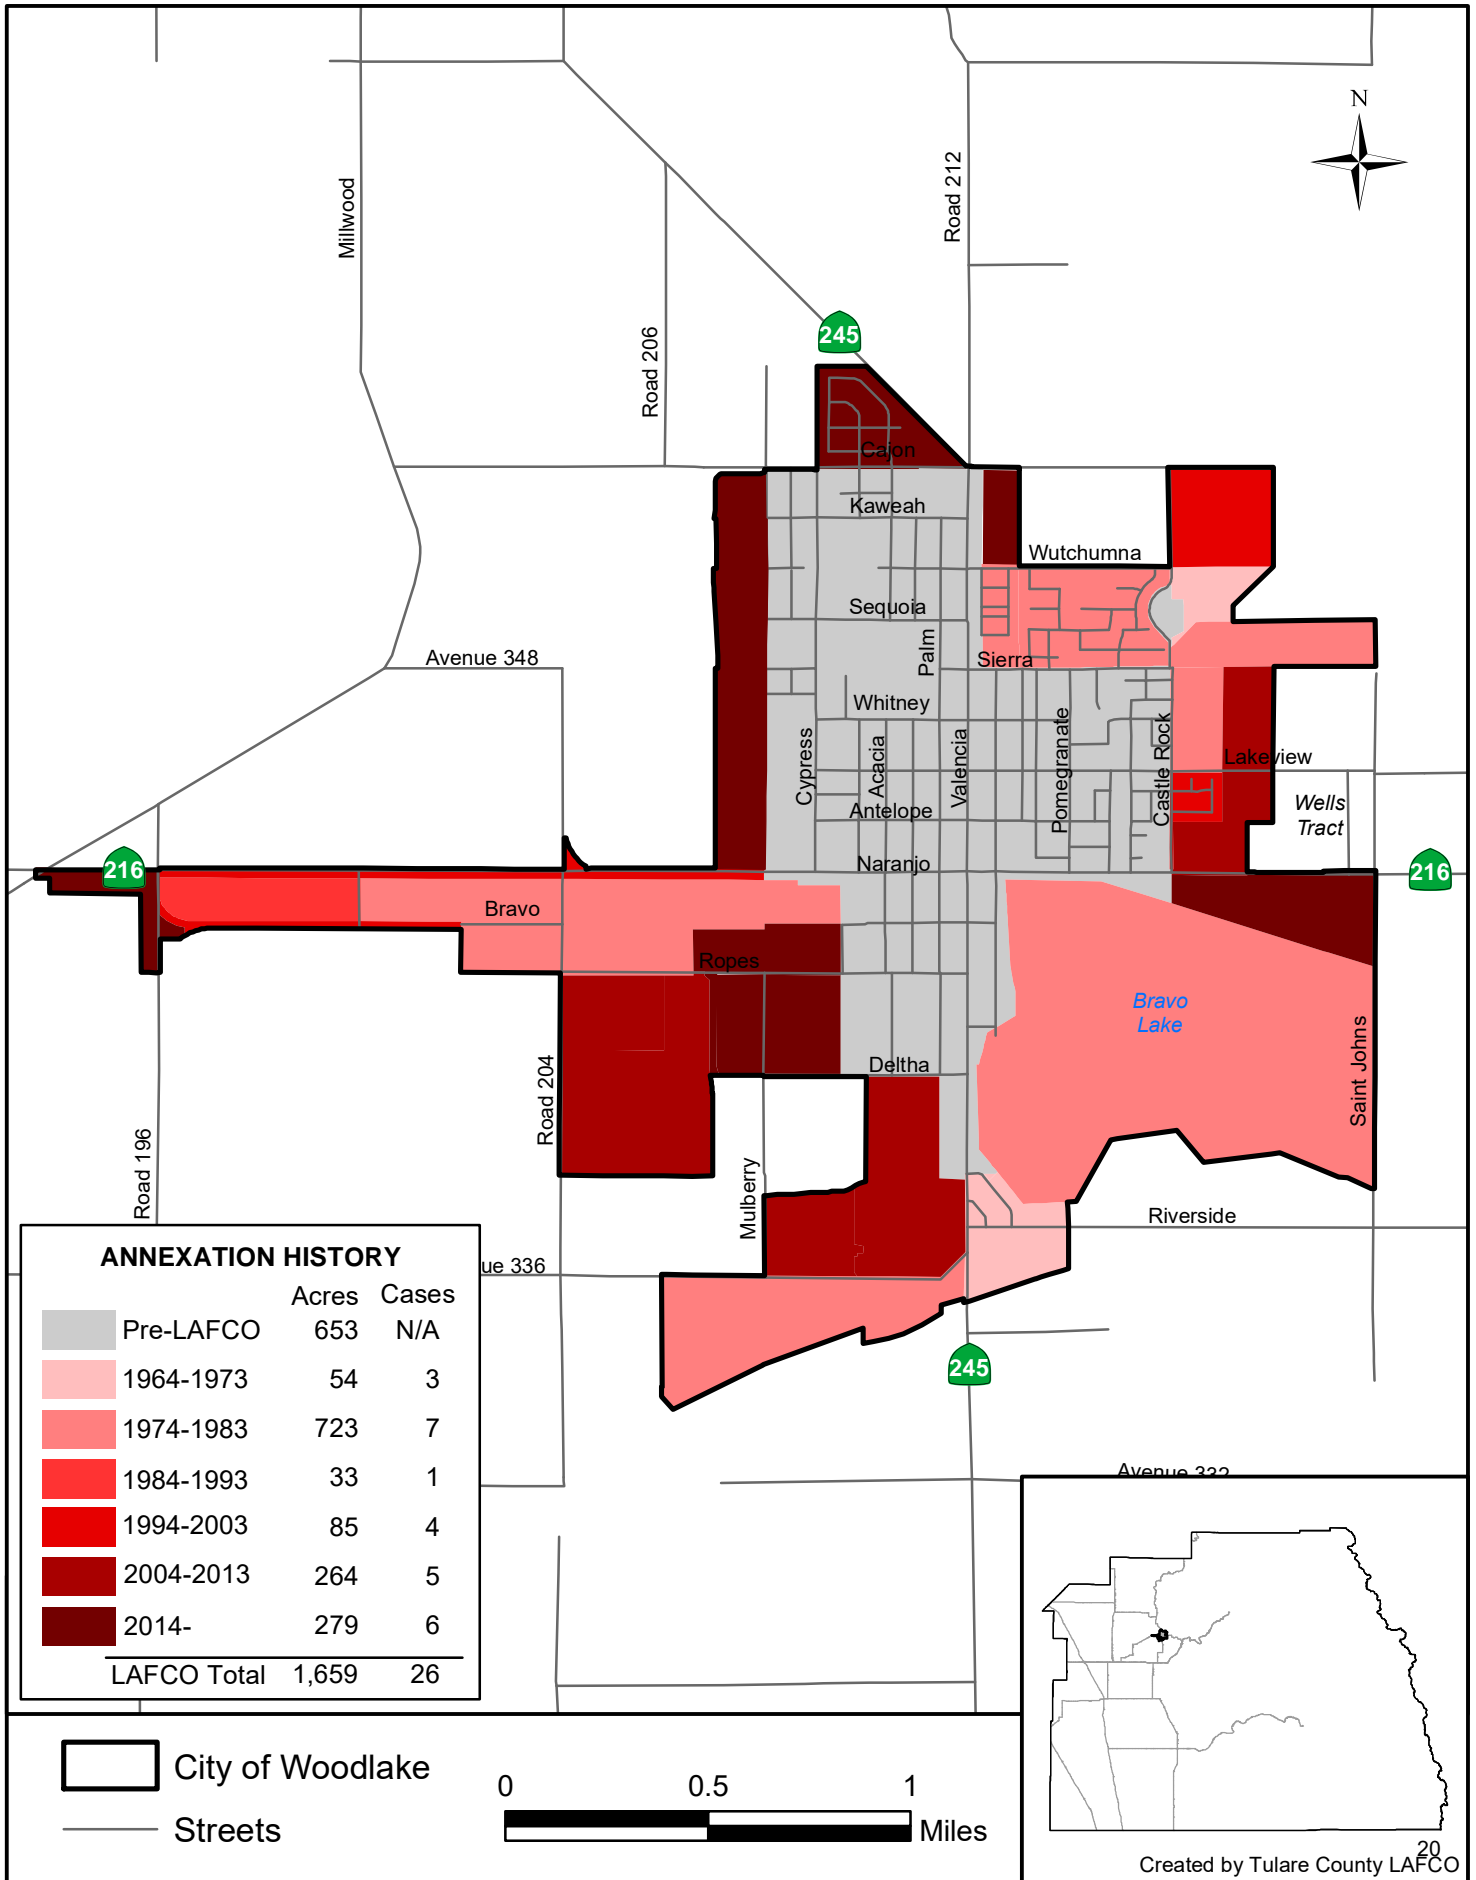 N
Millwood
Road 212
Road 206
245
Cajon
Kaweah
Wutchumna
Sequoia
Palm
Sierra
Avenue 348
Whitney
Cypress
Acacia
Valencia
Pomegranate
Castle Rock
Lakeview
Antelope
Wells
Tract
Naranjo
216
216
Bravo
Ropes
Bravo
Lake
Saint Johns
Deltha
Road 204
Road 196
Mulberry
Riverside
ue 336
245
Avenue 332
ANNEXATION HISTORY
Acres Cases
Pre-LAFCO 653 N/A
1964-1973 54 3
1974-1983 723 7
1984-1993 33 1
1994-2003 85 4
2004-2013 264 5
2014- 279 6
LAFCO Total 1,659 26
City of Woodlake
Streets
0 0.5 1
Miles
20
Created by Tulare County LAFCO